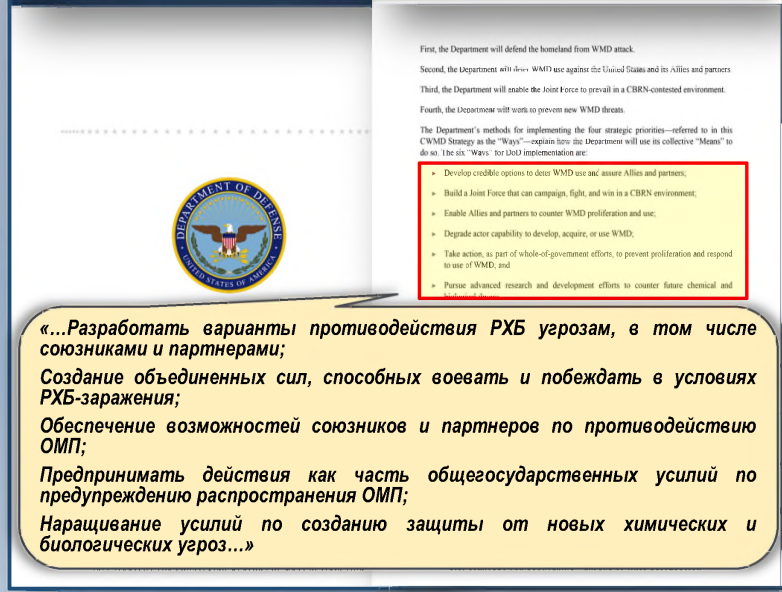 First, the Department will defend the homeland from WMD attack.
Second, the Department will deter WMD use against the United States and its Allies and partners.
Third, the Department will enable the Joint Force to prevail in a CBRN-contested environment.
Fourth, the Department will work to prevent new WMD threats.
The Department's methods for implementing the four strategic priorities—referred to in this
CWMD Strategy as the "Ways"—explain how the Department will use its collective "Means" to
do so. The six "Ways" for DoD implementation are:
► Develop credible options to deter WMD use and assure Allies and partners;
► Build a Joint Force that can campaign, fight, and win in a CBRN environment;
► Enable Allies and partners to counter WMD proliferation and use;
► Degrade actor capability to develop, acquire, or use WMD;
► Take action, as part of whole-of-government efforts, to prevent proliferation and respond
to use of WMD; and
► Pursue advanced research and development efforts to counter future chemical and
DEPARTMENT OF DEFENSE
UNITED STATES OF AMERICA
«…Разработать варианты противодействия РХБ угрозам, в том числе
союзниками и партнерами;
Создание объединенных сил, способных воевать и побеждать в условиях
РХБ-заражения;
Обеспечение возможностей союзников и партнеров по противодействию
ОМП;
Предпринимать действия как часть общегосударственных усилий по
предупреждению распространения ОМП;
Наращивание усилий по созданию защиты от новых химических и
биологических угроз…»